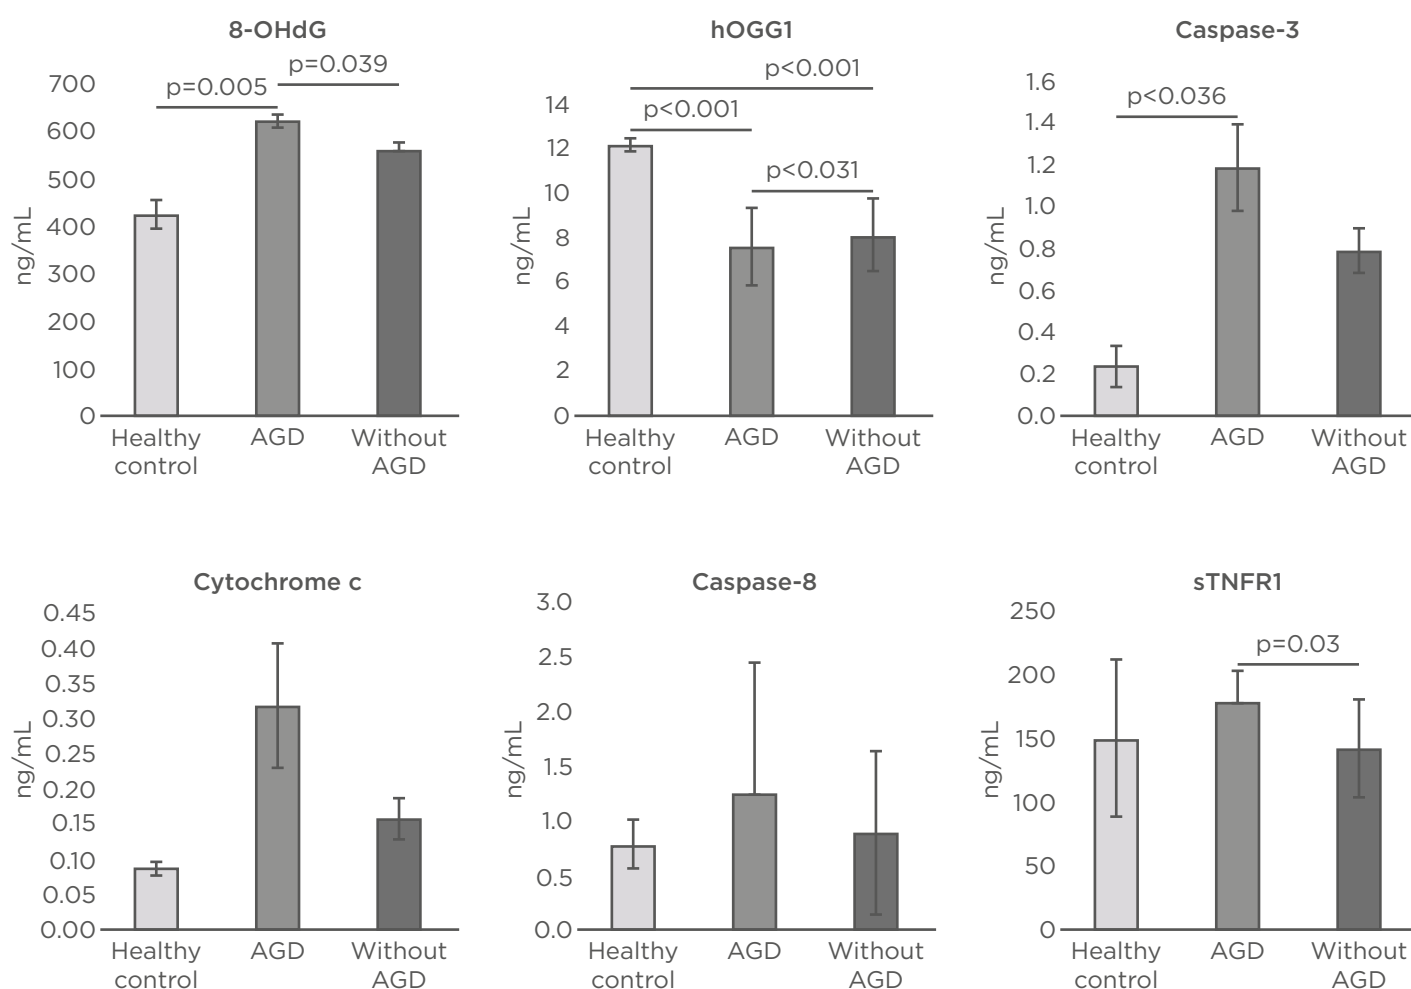 8-OHdG
p=0.005
p=0.039
ng/mL
700
600
500
400
300
200
100
0
Healthy
control
AGD
Without
AGD
hOGG1
p<0.001
p<0.001
p<0.031
ng/mL
14
12
10
8
6
4
2
0
Healthy
control
AGD
Without
AGD
Caspase-3
p<0.036
ng/mL
1.6
1.4
1.2
1.0
0.8
0.6
0.4
0.2
0.0
Healthy
control
AGD
Without
AGD
Cytochrome c
ng/mL
0.45
0.40
0.35
0.30
0.25
0.20
0.15
0.10
0.05
0.00
Healthy
control
AGD
Without
AGD
Caspase-8
ng/mL
3.0
2.5
2.0
1.5
1.0
0.5
0.0
Healthy
control
AGD
Without
AGD
sTNFR1
p=0.03
ng/mL
250
200
150
100
50
0
Healthy
control
AGD
Without
AGD